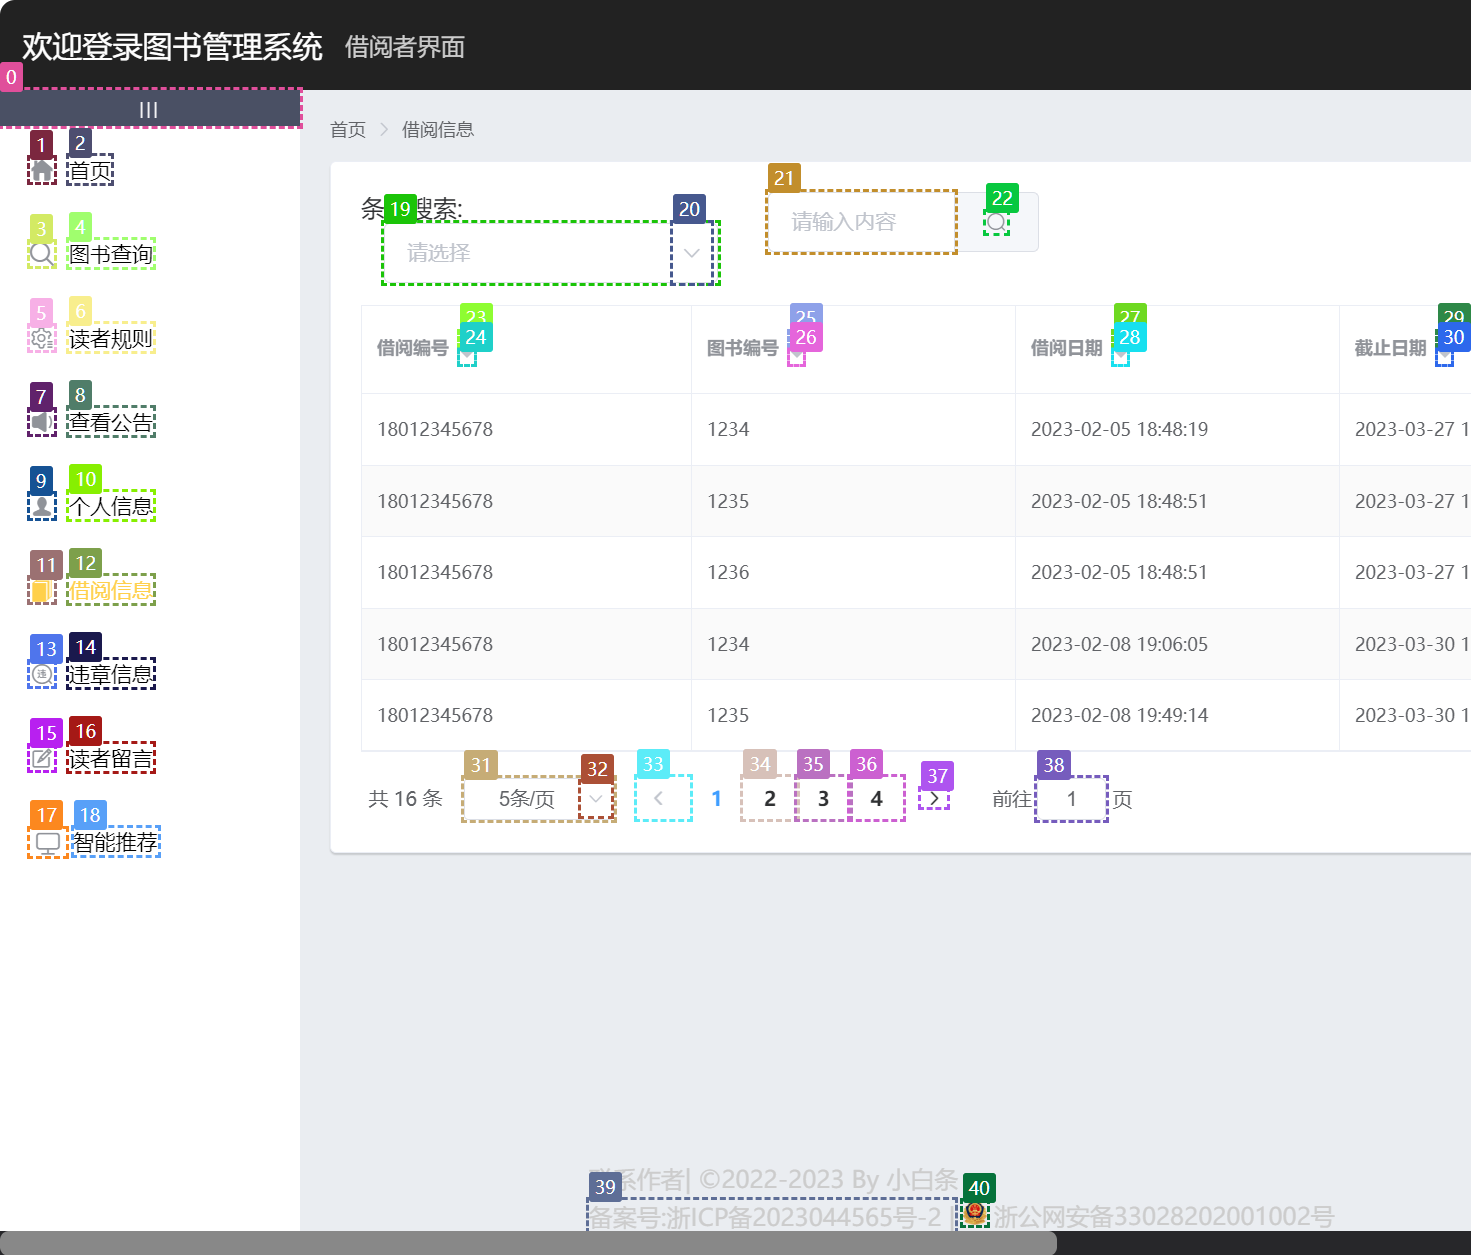 欢迎登录图书管理系统 借阅者界面
0
|||
首页 > 借阅信息
1 2
首页
3 4
图书查询
5 6
读者规则
7 8
查看公告
9 10
个人信息
11 12
借阅信息
13 14
违章信息
15 16
读者留言
17 18
智能推荐
条 搜索:
19 20 21 22
请选择
请输入内容
23 24 25 26 27 28 29 30
借阅编号 图书编号 借阅日期 截止日期
18012345678 1234 2023-02-05 18:48:19 2023-03-27 1
18012345678 1235 2023-02-05 18:48:51 2023-03-27 1
18012345678 1236 2023-02-05 18:48:51 2023-03-27 1
18012345678 1234 2023-02-08 19:06:05 2023-03-30 1
18012345678 1235 2023-02-08 19:49:14 2023-03-30 1
31 32 33 34 35 36 37 38
共 16 条 5条/页 < 1 2 3 4 > 前往 1 页
系作者| ©2022-2023 By 小白条
39 40
备案号:浙ICP备2023044565号-2 | 浙公网安备33028202001002号